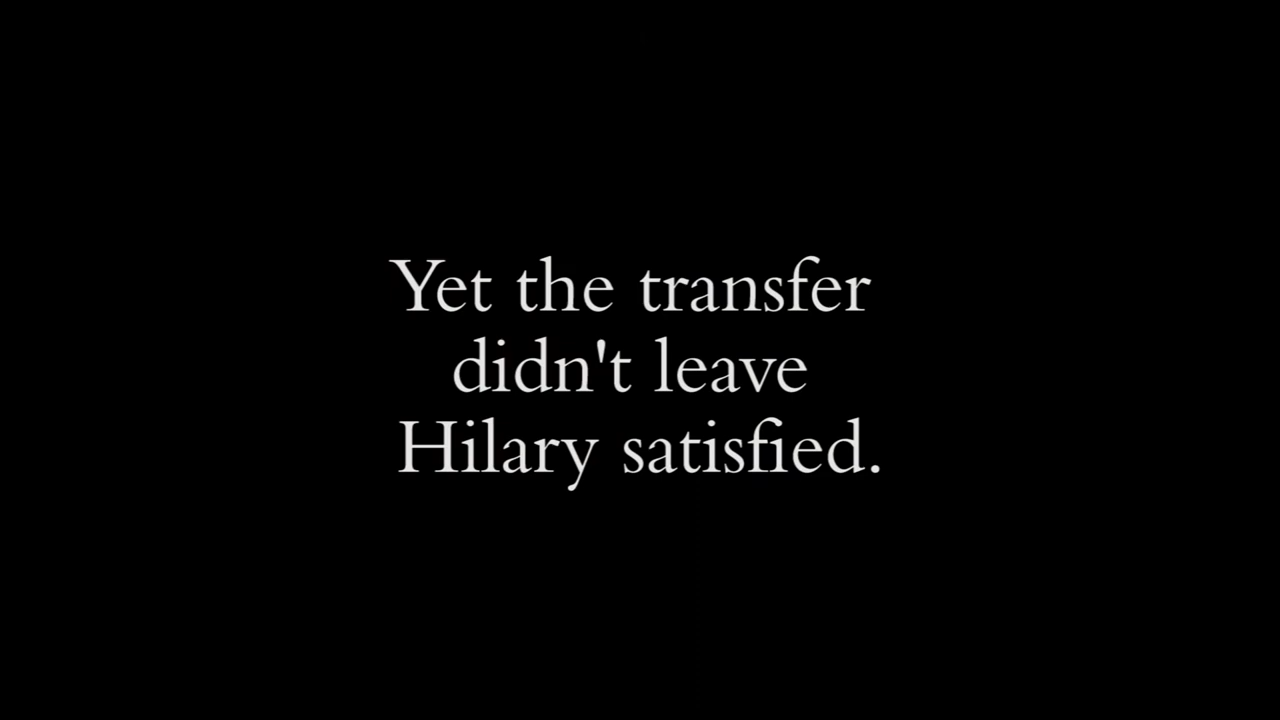 Yet the transfer
didn't leave
Hilary satisfied.